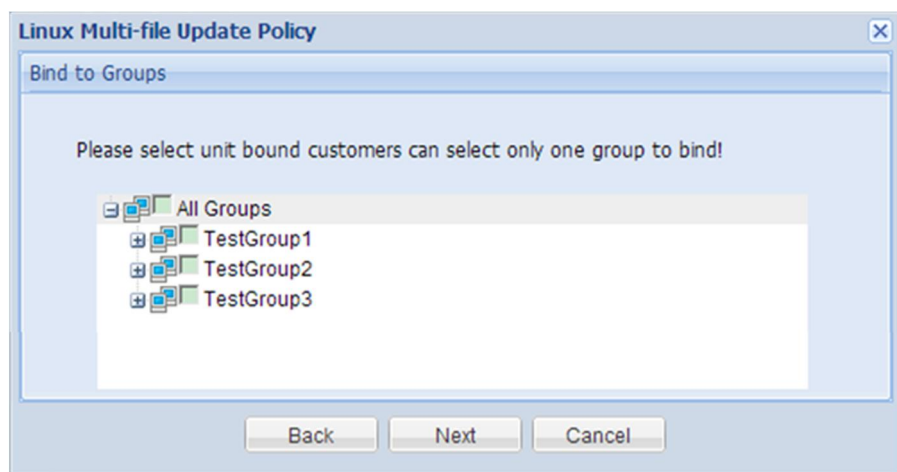 Linux Multi-file Update Policy
Bind to Groups
Please select unit bound customers can select only one group to bind!
All Groups
TestGroup1
TestGroup2
TestGroup3
Back Next Cancel